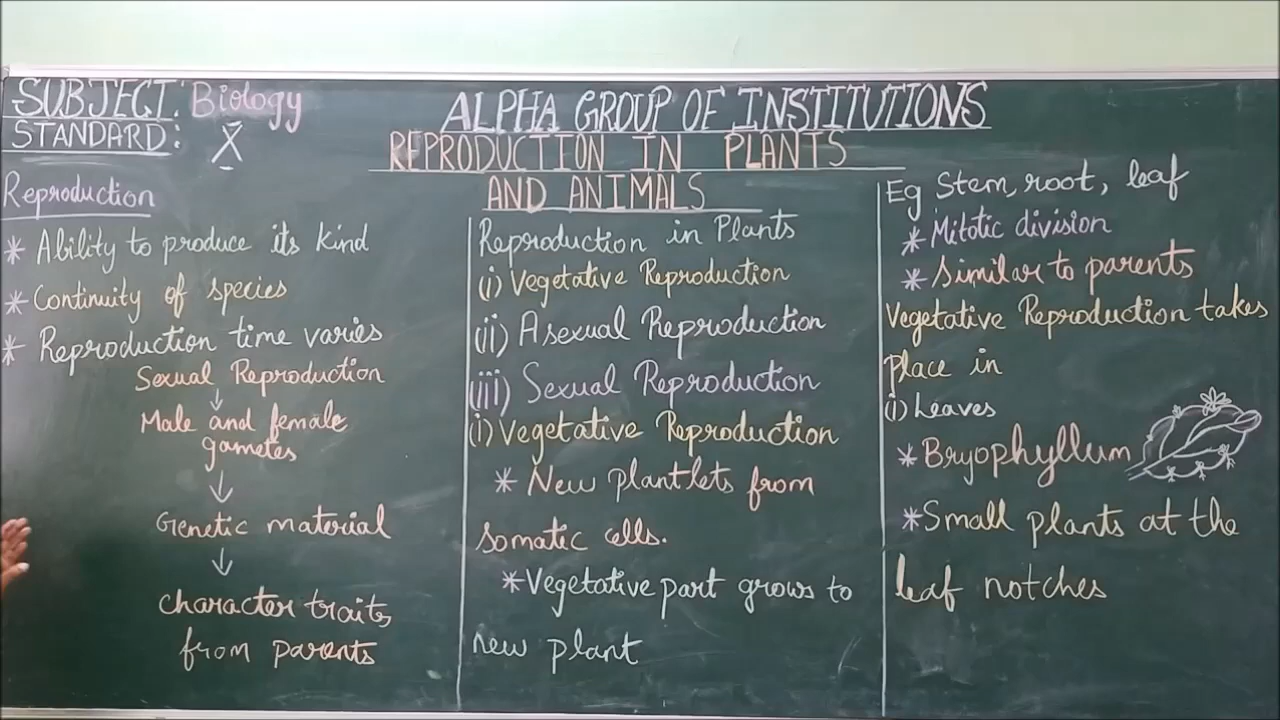 SUBJECT: Biology
STANDARD: X
ALPHA GROUP OF INSTITUTIONS
REPRODUCTION IN PLANTS
AND ANIMALS
Reproduction
* Ability to produce its kind
* Continuity of species
* Reproduction time varies
Sexual Reproduction
↓
Male and female
gametes
↓
Genetic material
↓
Character traits
from parents
Reproduction in Plants
(i) Vegetative Reproduction
(ii) Asexual Reproduction
(iii) Sexual Reproduction
(i) Vegetative Reproduction
* New plantlets from
somatic cells.
* Vegetative part grows to
new plant
Eg Stem, root, leaf
* Mitotic division
* Similar to parents
Vegetative Reproduction takes
place in
(i) Leaves
* Bryophyllum
* Small plants at the
leaf notches